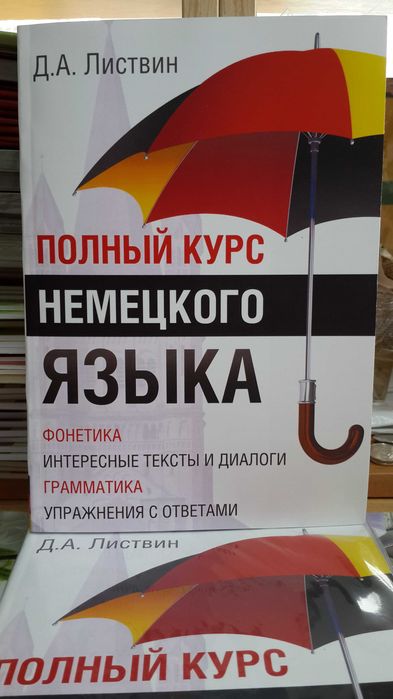 Д.А. Листвин
ПОЛНЫЙ КУРС
НЕМЕЦКОГО
ЯЗЫКА
ФОНЕТИКА
ИНТЕРЕСНЫЕ ТЕКСТЫ И ДИАЛОГИ
ГРАММАТИКА
УПРАЖНЕНИЯ С ОТВЕТАМИ
Д.А. Листвин
ПОЛНЫЙ КУРС